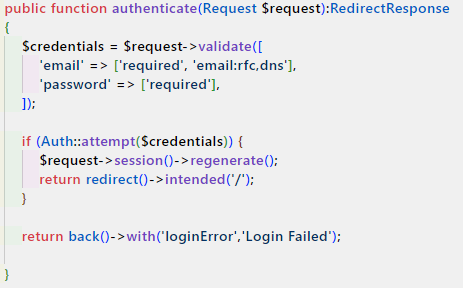 public function authenticate(Request $request):RedirectResponse
{
$credentials = $request->validate([
'email' => ['required', 'email:rfc,dns'],
'password' => ['required'],
]);
if (Auth::attempt($credentials)) {
$request->session()->regenerate();
return redirect()->intended('/');
}
return back()->with('loginError','Login Failed');
}